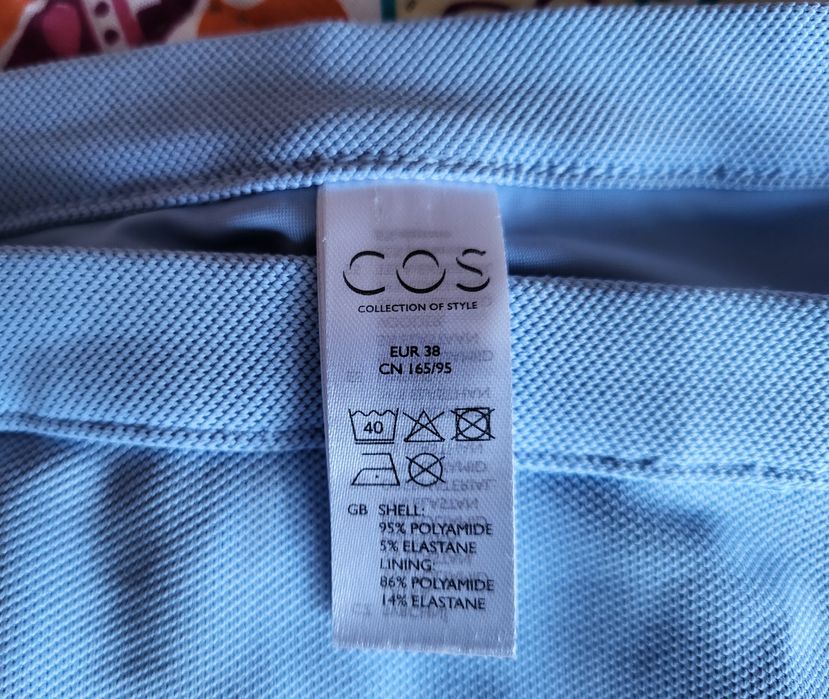 COS
COLLECTION OF STYLE
EUR 38
CN 165/95
40
GB SHELL:
95% POLYAMIDE
5% ELASTANE
LINING:
86% POLYAMIDE
14% ELASTANE